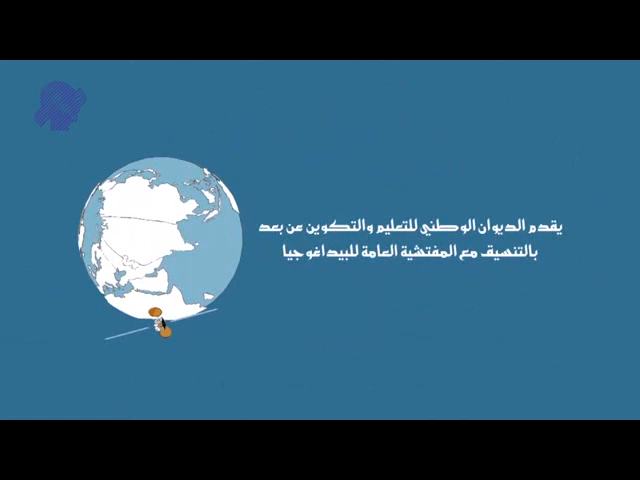 يقدم الديوان الوطني للتعليم والتكوين عن بعد
بالتنسيق مع المفتشية العامة للبيداغوجيا